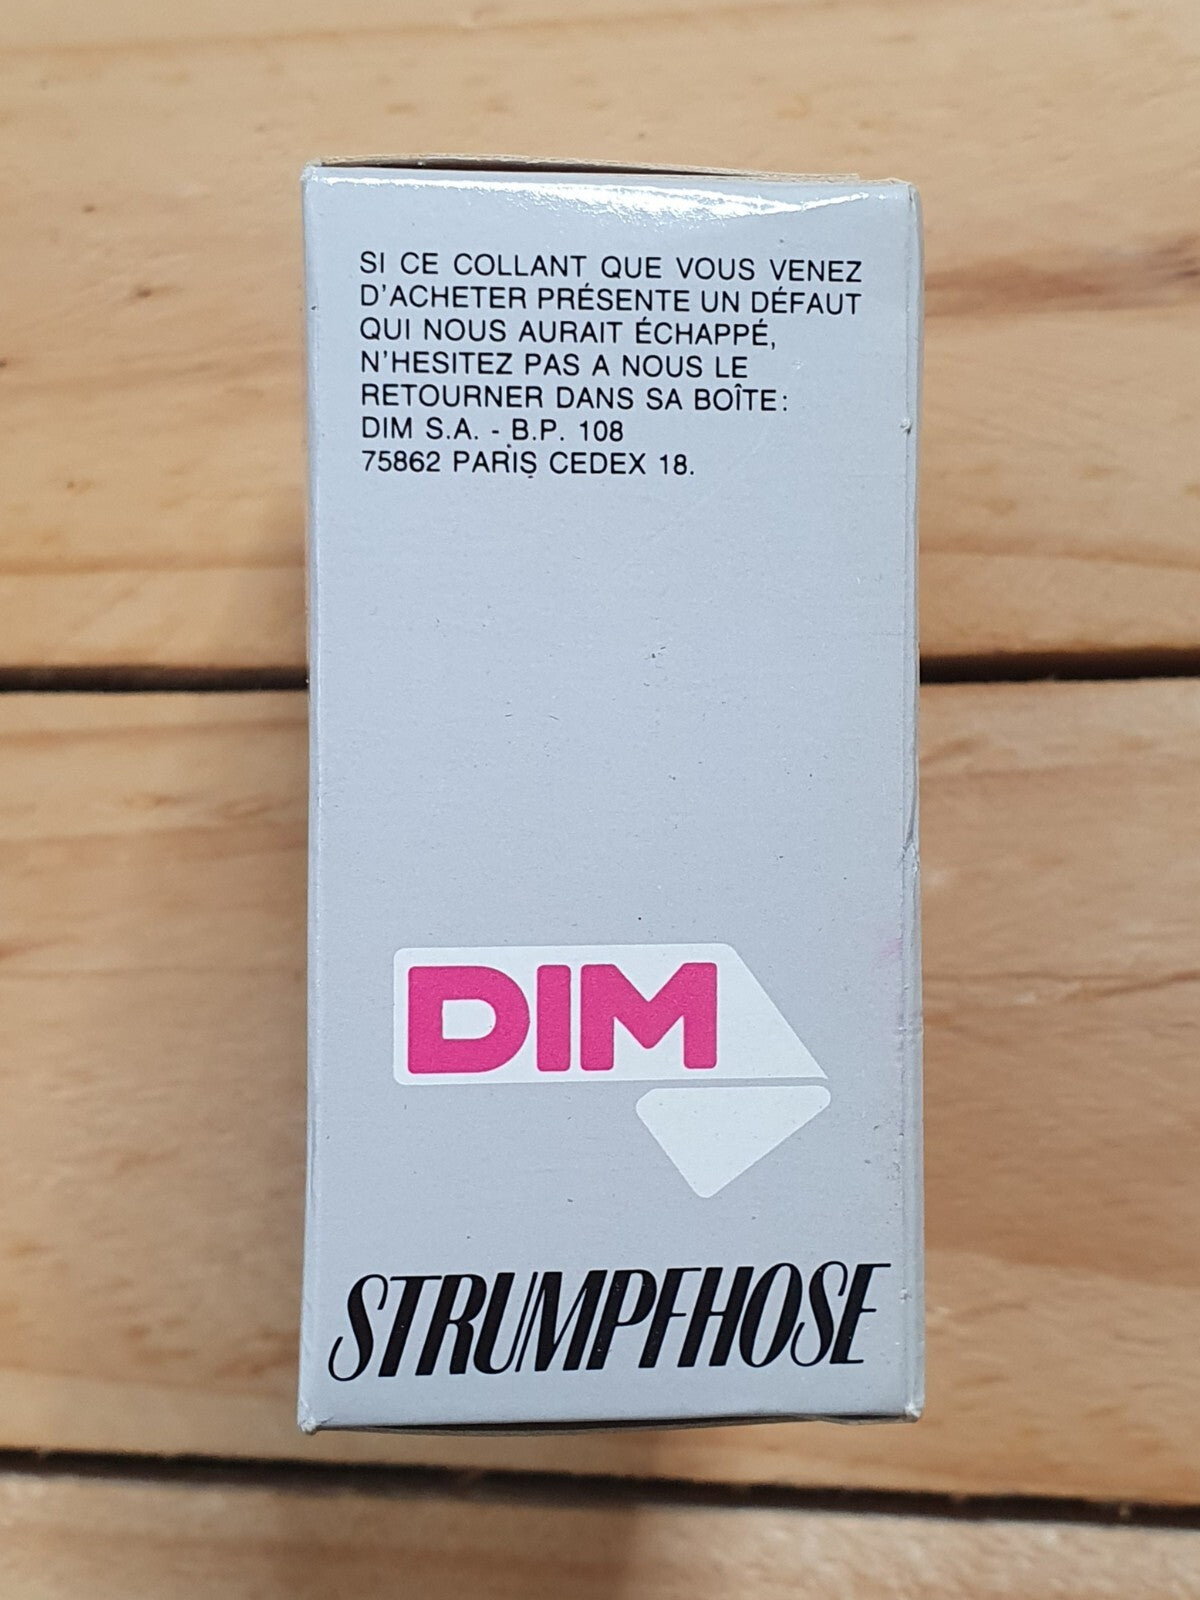 SI CE COLLANT QUE VOUS VENEZ
D'ACHETER PRÉSENTE UN DÉFAUT
QUI NOUS AURAIT ÉCHAPPÉ,
N'HESITEZ PAS A NOUS LE
RETOURNER DANS SA BOÎTE:
DIM S.A. - B.P. 108
75862 PARIS CEDEX 18.
DIM
STRUMPFHOSE